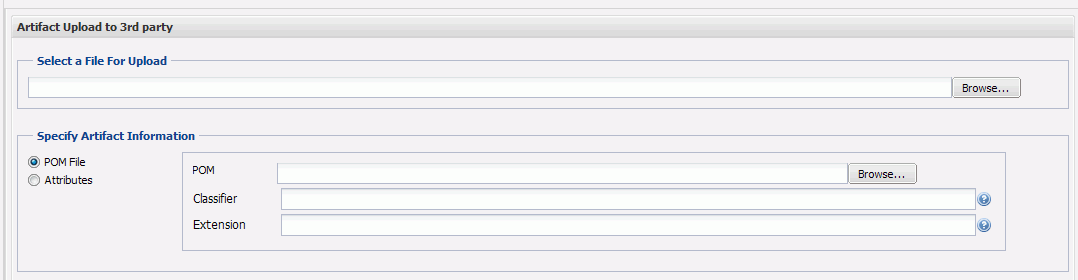 Artifact Upload to 3rd party
Select a File For Upload
Browse...
Specify Artifact Information
POM File
Attributes
POM
Browse...
Classifier
?
Extension
?